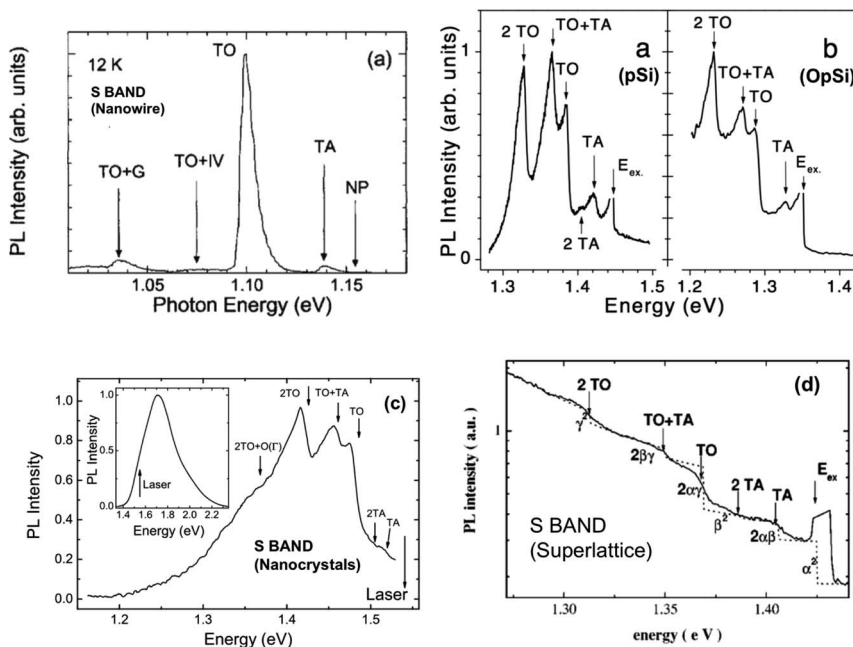 PL Intensity (arb. units)
12 K
S BAND
(Nanowire)
(a)
TO
TO+G
TO+IV
TA
NP
1.05
1.10
1.15
Photon Energy (eV)
PL Intensity (arb. units)
1
0
2 TO
TO+TA
TO
TA
2 TA
E_ex.
a
(pSi)
b
(OpSi)
2 TO
TO+TA
TO
TA
E_ex.
1.3
1.4
1.5
1.2
1.3
1.4
Energy (eV)
PL Intensity
1.0
0.8
0.6
0.4
0.2
0.0
PL Intensity
1.0
0.5
0.0
Laser
1.4 1.6 1.8 2.0 2.2
Energy (eV)
(c)
2TO
TO+TA
TO
2TO+O(Γ)
2TA
TA
S BAND
(Nanocrystals)
Laser
1.2
1.3
1.4
1.5
Energy (eV)
PL intensity ( a.u. )
1
(d)
2 TO
γ²
TO+TA
2βγ
TO
2αγ
2 TA
β²
TA
2αβ
E_ex
α²
S BAND
(Superlattice)
1.30
1.35
1.40
energy ( e V )